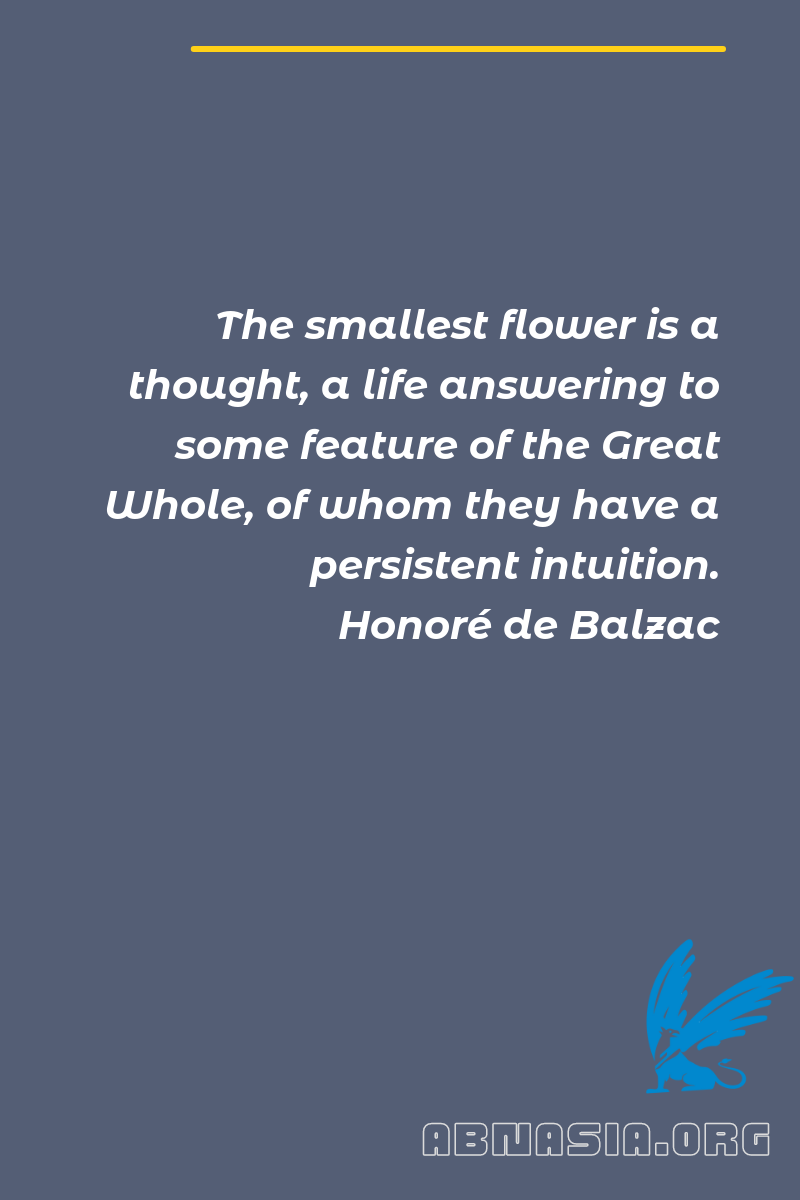 The smallest flower is a
thought, a life answering to
some feature of the Great
Whole, of whom they have a
persistent intuition.
Honoré de Balzac
ABNASIA.ORG